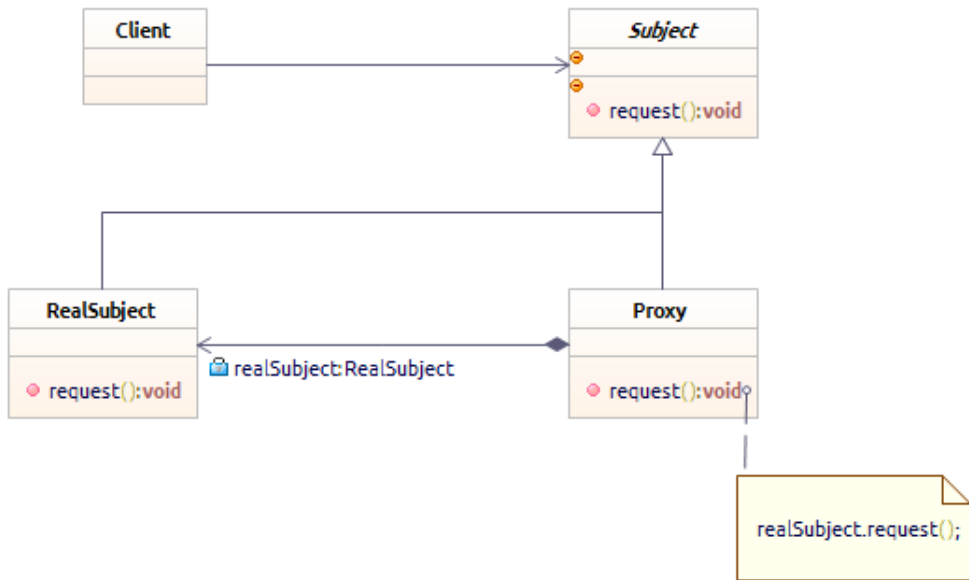 Client
Subject
request():void
RealSubject
request():void
realSubject:RealSubject
Proxy
request():void
realSubject.request();